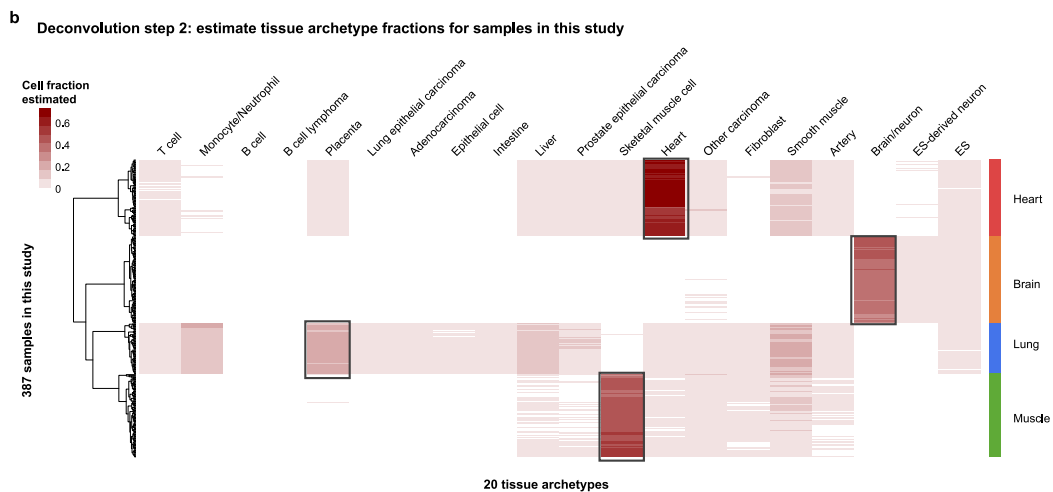 b
Deconvolution step 2: estimate tissue archetype fractions for samples in this study
Cell fraction
estimated
0.6
0.4
0.2
0
T cell
Monocyte/Neutrophil
B cell
B cell lymphoma
Placenta
Lung epithelial carcinoma
Adenocarcinoma
Epithelial cell
Intestine
Liver
Prostate epithelial carcinoma
Sketetal muscle cell
Heart
Other carcinoma
Fibroblast
Smooth muscle
Artery
Brain/neuron
ES-derived neuron
ES
387 samples in this study
Heart
Brain
Lung
Muscle
20 tissue archetypes